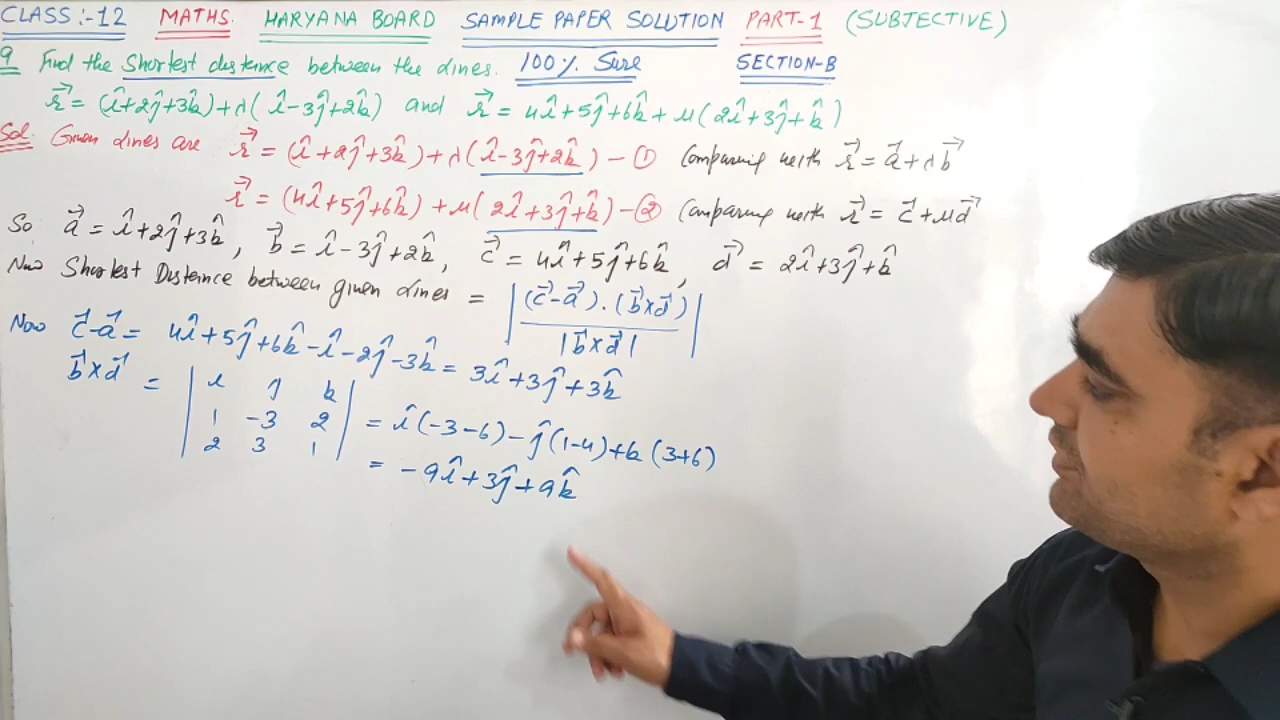 CLASS :- 12 MATHS. HARYANA BOARD SAMPLE PAPER SOLUTION PART-1 (SUBJECTIVE)
9 Find the Shortest distance between the Lines. 100% Sure SECTION-B
r⃗ = (î+2ĵ+3k̂)+λ(î-3ĵ+2k̂) and r⃗ = 4î+5ĵ+6k̂+μ(2î+3ĵ+k̂)
Sol. Given Lines are r⃗ = (î+2ĵ+3k̂)+λ(î-3ĵ+2k̂) - ① Comparing with r⃗ = a⃗+λb⃗
r⃗ = (4î+5ĵ+6k̂)+μ(2î+3ĵ+k̂) - ② Comparing with r⃗ = c⃗+μd⃗
So a⃗ = î+2ĵ+3k̂, b⃗ = î-3ĵ+2k̂, c⃗ = 4î+5ĵ+6k̂, d⃗ = 2î+3ĵ+k̂
Now Shortest Distance between given Lines = |(c⃗-a⃗).(b⃗×d⃗)
|b⃗×d⃗| |
Now c⃗-a⃗ = 4î+5ĵ+6k̂-î-2ĵ-3k̂ = 3î+3ĵ+3k̂
b⃗×d⃗ = | i j k
1 -3 2 | = î(-3-6)-ĵ(1-4)+k(3+6)
2 3 1
= -9î+3ĵ+9k̂